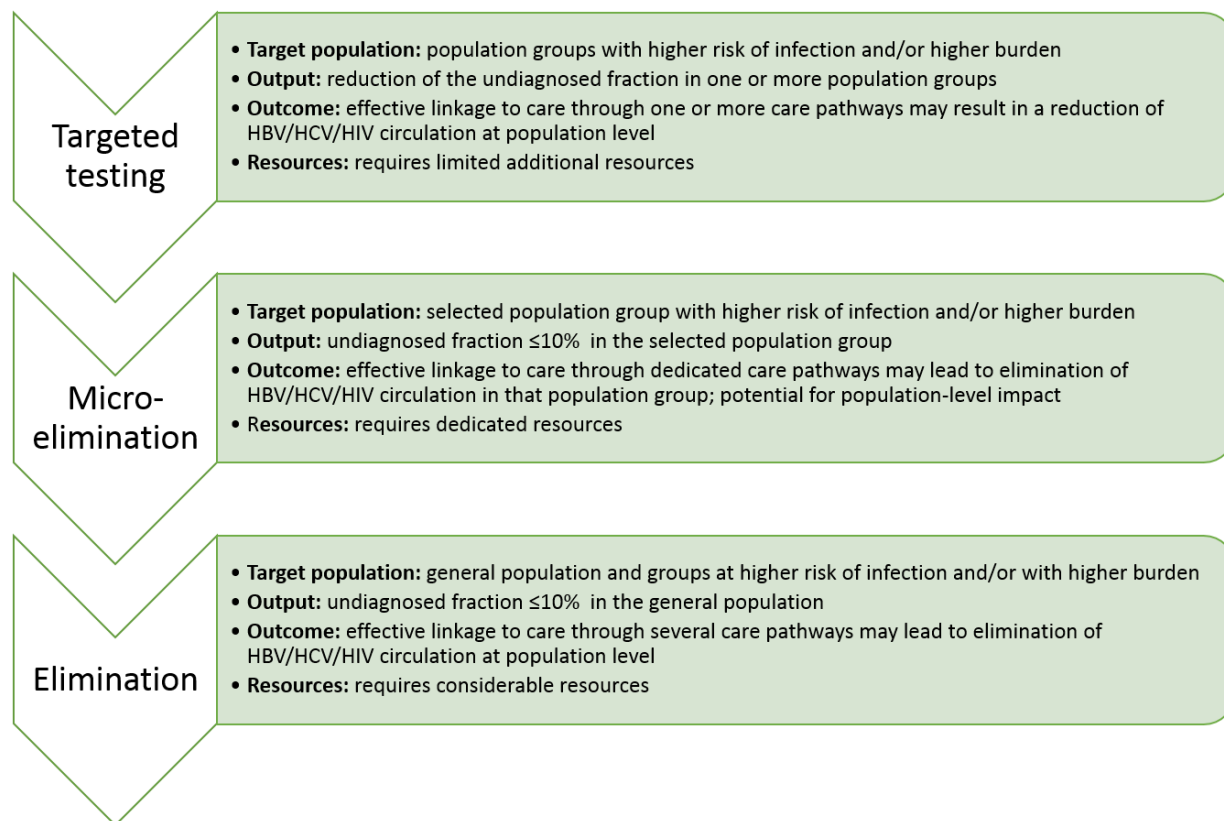 Targeted
testing
• Target population: population groups with higher risk of infection and/or higher burden
• Output: reduction of the undiagnosed fraction in one or more population groups
• Outcome: effective linkage to care through one or more care pathways may result in a reduction of
HBV/HCV/HIV circulation at population level
• Resources: requires limited additional resources
Micro-
elimination
• Target population: selected population group with higher risk of infection and/or higher burden
• Output: undiagnosed fraction ≤10% in the selected population group
• Outcome: effective linkage to care through dedicated care pathways may lead to elimination of
HBV/HCV/HIV circulation in that population group; potential for population-level impact
• Resources: requires dedicated resources
Elimination
• Target population: general population and groups at higher risk of infection and/or with higher burden
• Output: undiagnosed fraction ≤10% in the general population
• Outcome: effective linkage to care through several care pathways may lead to elimination of
HBV/HCV/HIV circulation at population level
• Resources: requires considerable resources